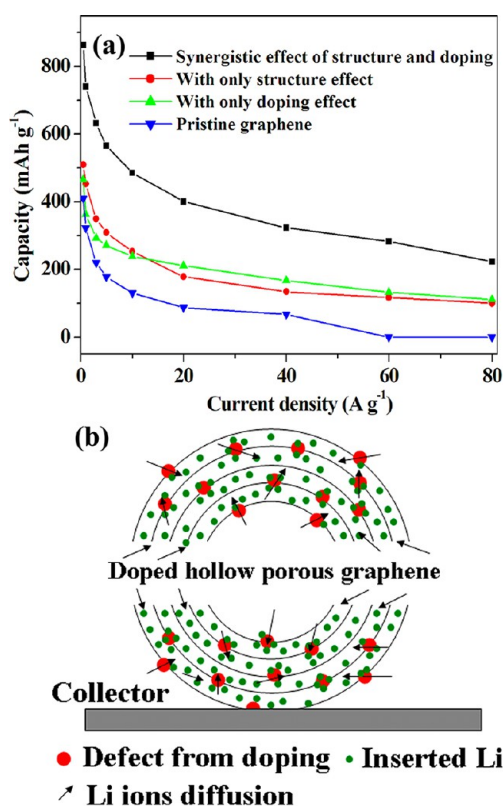 (a)
Synergistic effect of structure and doping
With only structure effect
With only doping effect
Pristine graphene
Capacity (mAh g⁻¹)
800
600
400
200
0
0 20 40 60 80
Current density (A g⁻¹)
(b)
Doped hollow porous graphene
Collector
Defect from doping Inserted Li
Li ions diffusion